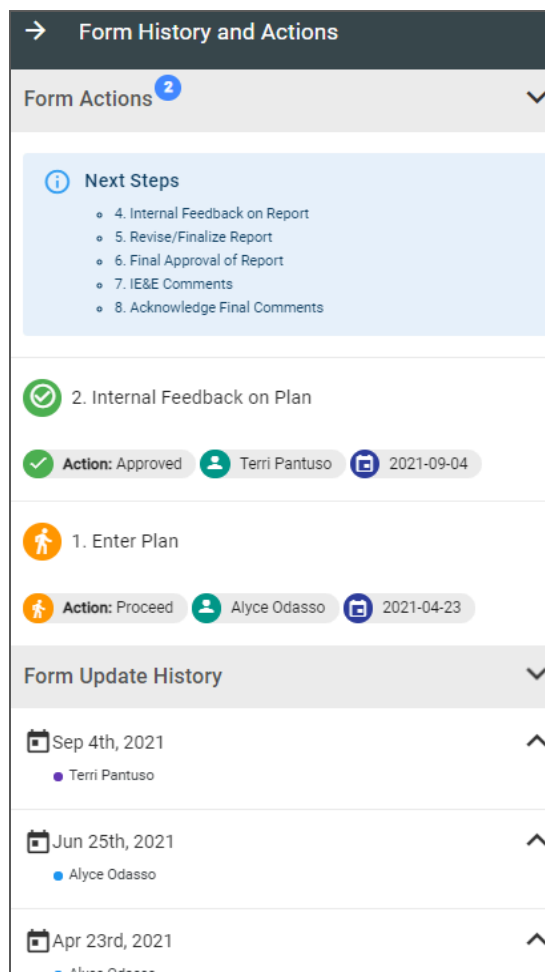 Form History and Actions
Form Actions 2
Next Steps
4. Internal Feedback on Report
5. Revise/Finalize Report
6. Final Approval of Report
7. IE&E Comments
8. Acknowledge Final Comments
2. Internal Feedback on Plan
Action: Approved Terri Pantuso 2021-09-04
1. Enter Plan
Action: Proceed Alyce Odasso 2021-04-23
Form Update History
Sep 4th, 2021
Terri Pantuso
Jun 25th, 2021
Alyce Odasso
Apr 23rd, 2021
Alyce Odasso